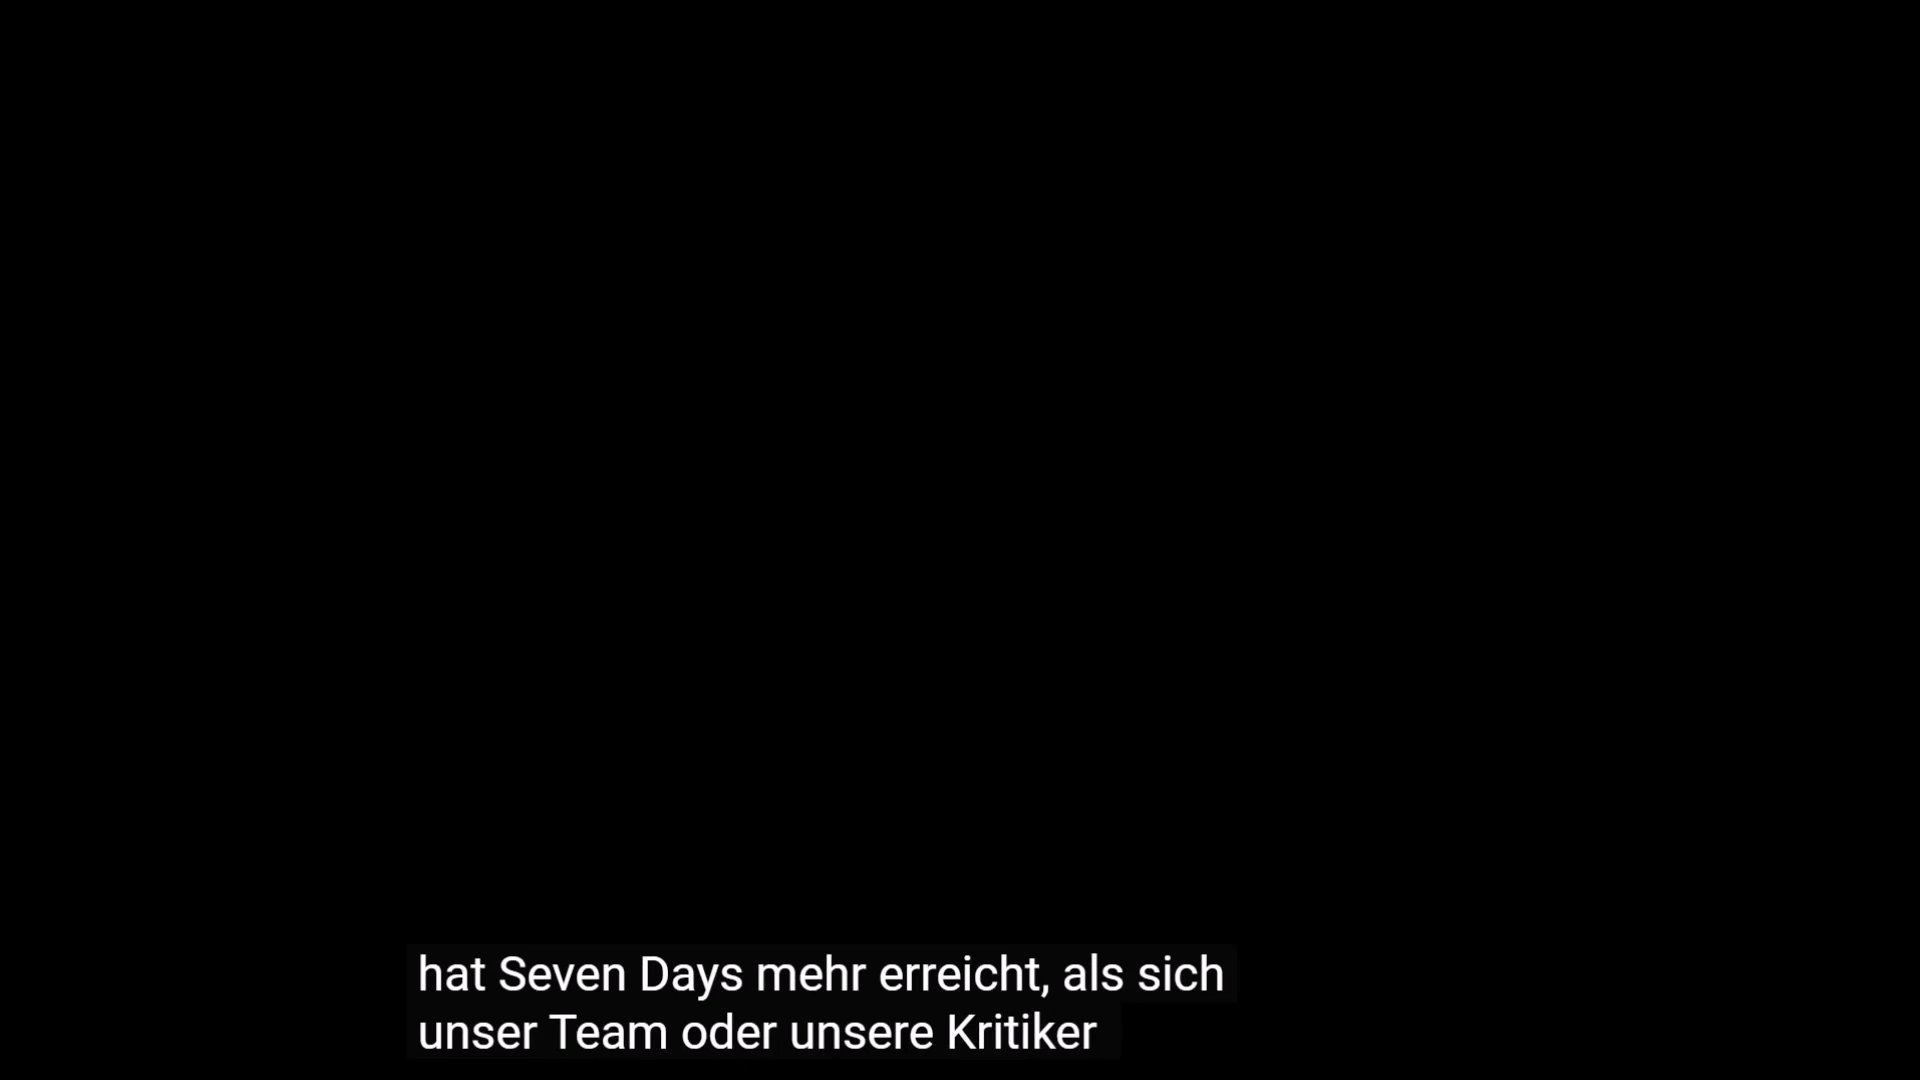 hat Seven Days mehr erreicht, als sich
unser Team oder unsere Kritiker